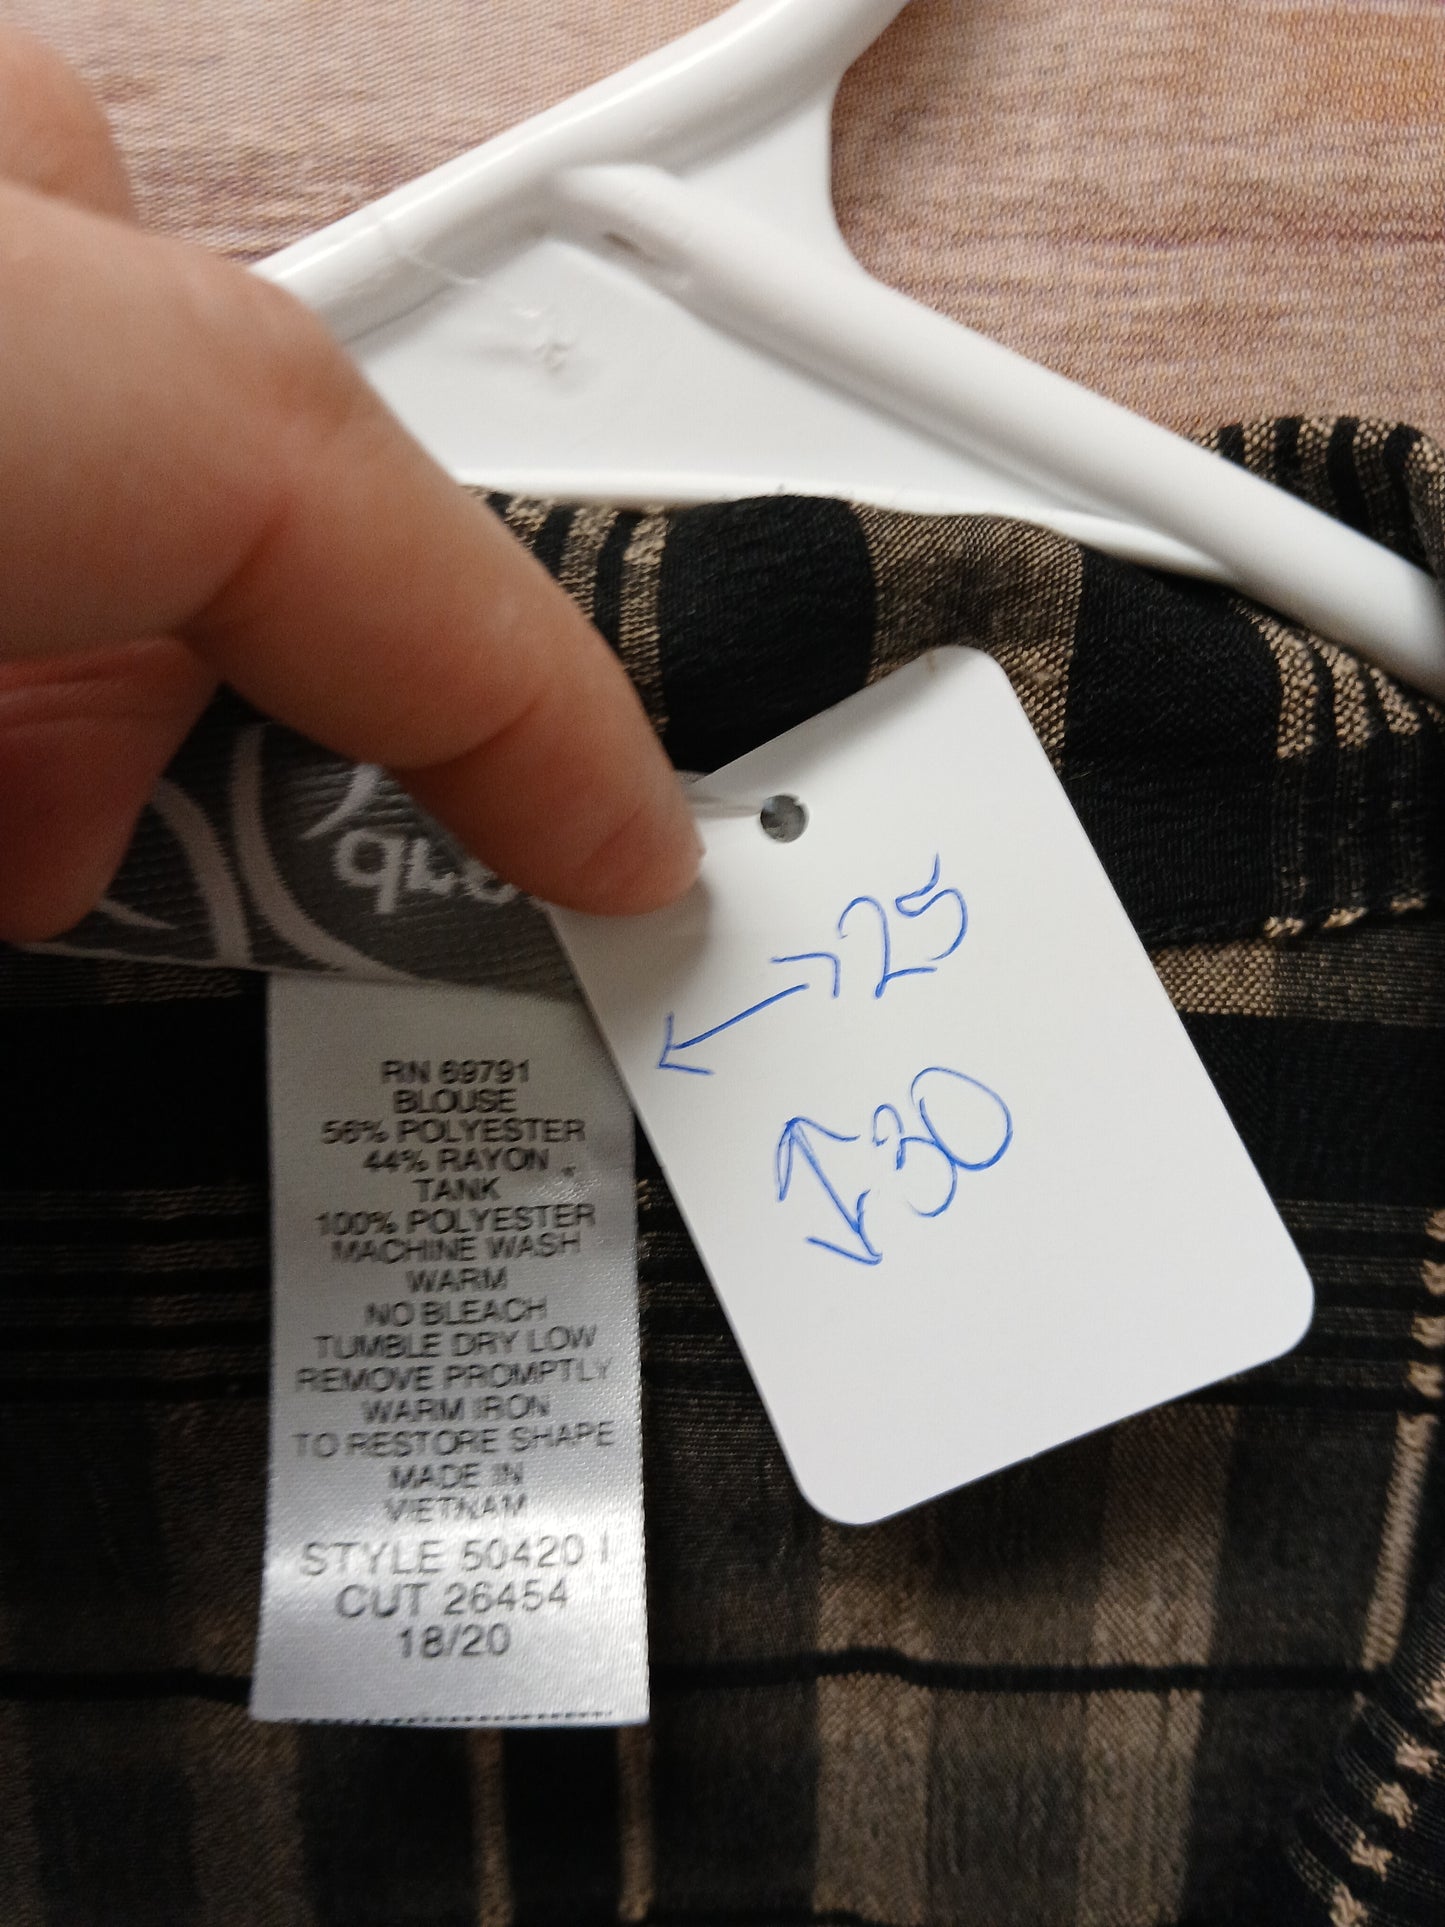 25
30
RN 69791
BLOUSE
56% POLYESTER
44% RAYON
TANK
100% POLYESTER
MACHINE WASH
WARM
NO BLEACH
TUMBLE DRY LOW
REMOVE PROMPTLY
WARM IRON
TO RESTORE SHAPE
MADE IN
VIETNAM
STYLE 50420 I
CUT 26454
18/20